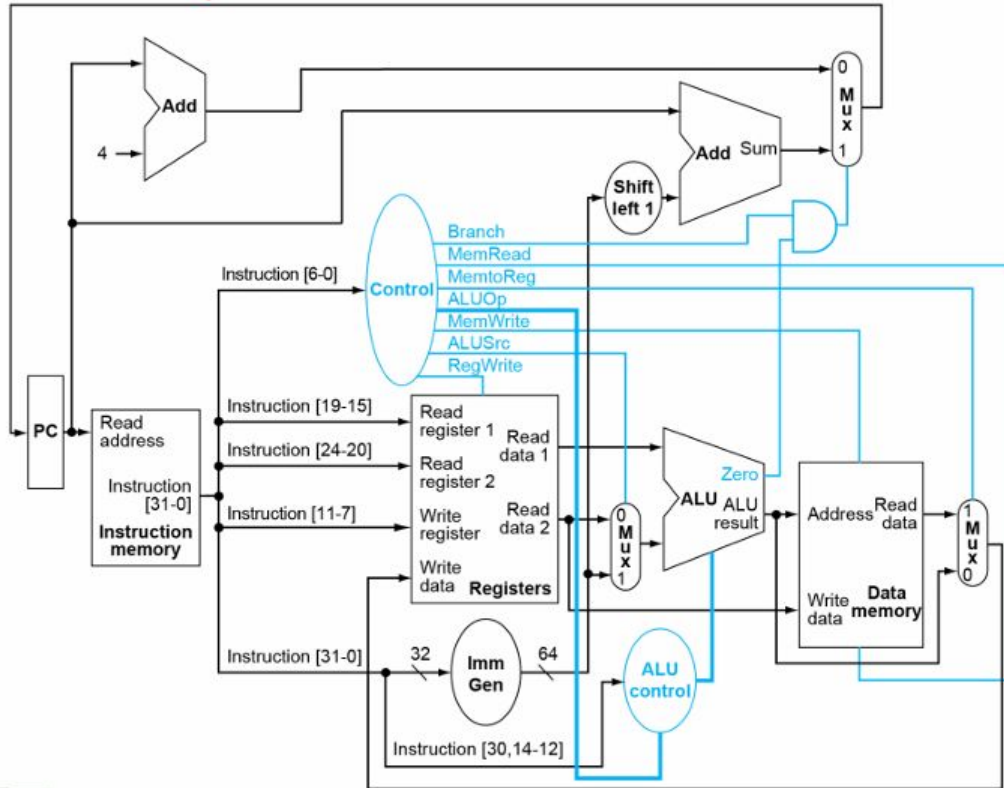 Add
4
0
Mux
1
Add Sum
Shift
left 1
Branch
MemRead
MemtoReg
ALUOp
MemWrite
ALUSrc
RegWrite
Control
Instruction [6-0]
PC
Read
address
Instruction
[31-0]
Instruction
memory
Instruction [19-15]
Instruction [24-20]
Instruction [11-7]
Read
register 1
Read
register 2
Write
register
Write
data
Read
data 1
Read
data 2
Registers
0
Mux
1
Zero
ALU
ALU
result
Address
Read
data
Write
data
Data
memory
1
Mux
0
Instruction [31-0]
32
Imm
Gen
64
ALU
control
Instruction [30,14-12]